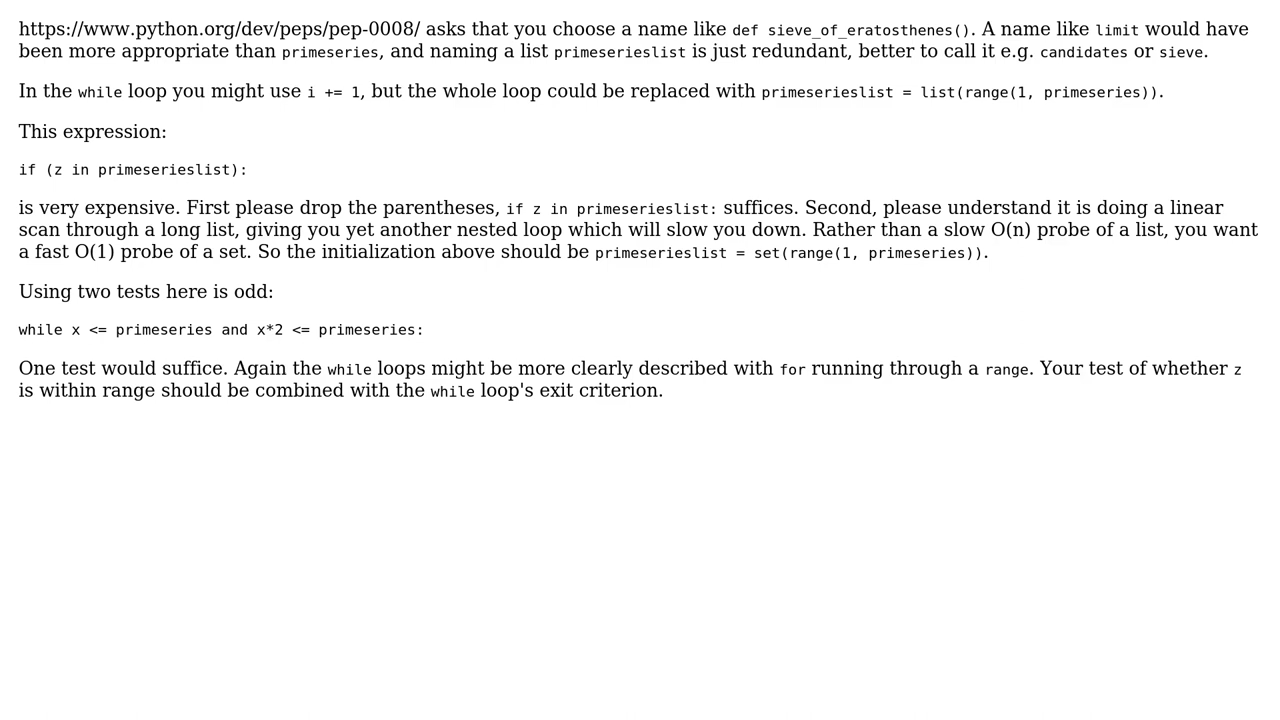 https://www.python.org/dev/peps/pep-0008/ asks that you choose a name like def sieve_of_eratosthenes(). A name like limit would have
been more appropriate than primeseries, and naming a list primeserieslist is just redundant, better to call it e.g. candidates or sieve.
In the while loop you might use i += 1, but the whole loop could be replaced with primeserieslist = list(range(1, primeseries)).
This expression:
if (z in primeserieslist):
is very expensive. First please drop the parentheses, if z in primeserieslist: suffices. Second, please understand it is doing a linear
scan through a long list, giving you yet another nested loop which will slow you down. Rather than a slow O(n) probe of a list, you want
a fast O(1) probe of a set. So the initialization above should be primeserieslist = set(range(1, primeseries)).
Using two tests here is odd:
while x <= primeseries and x*2 <= primeseries:
One test would suffice. Again the while loops might be more clearly described with for running through a range. Your test of whether z
is within range should be combined with the while loop's exit criterion.